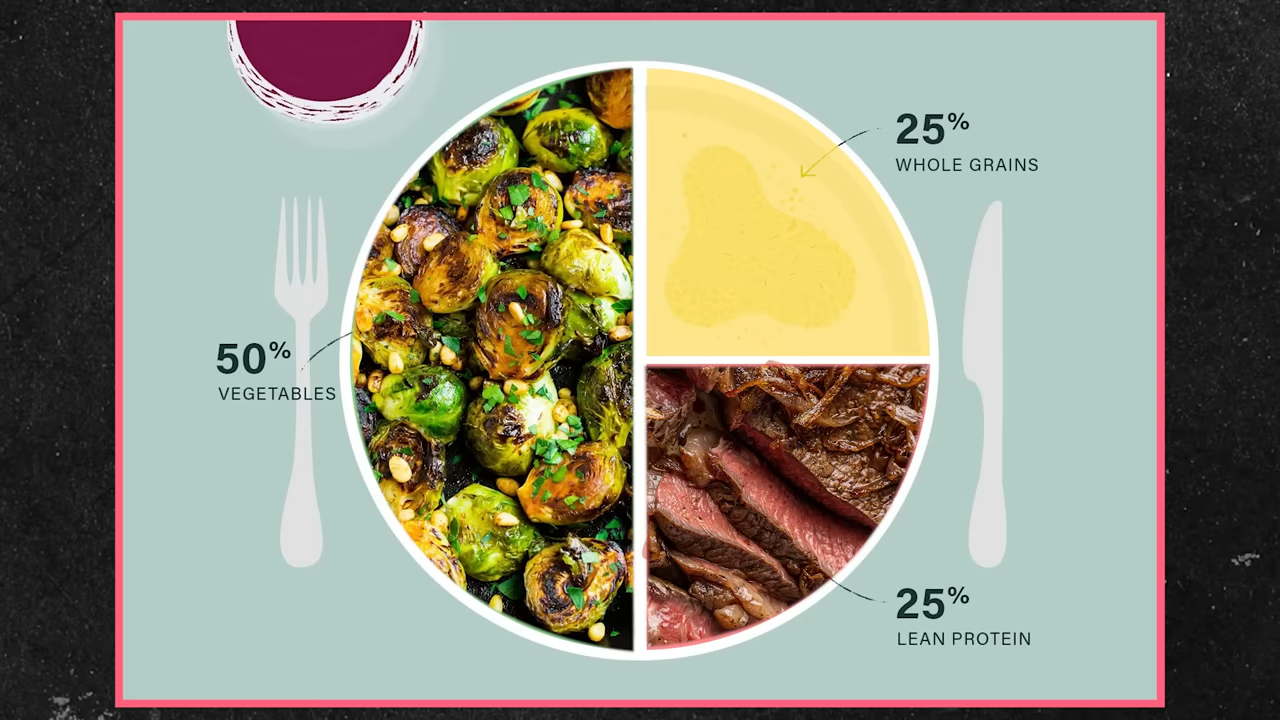 25%
WHOLE GRAINS
50%
VEGETABLES
25%
LEAN PROTEIN